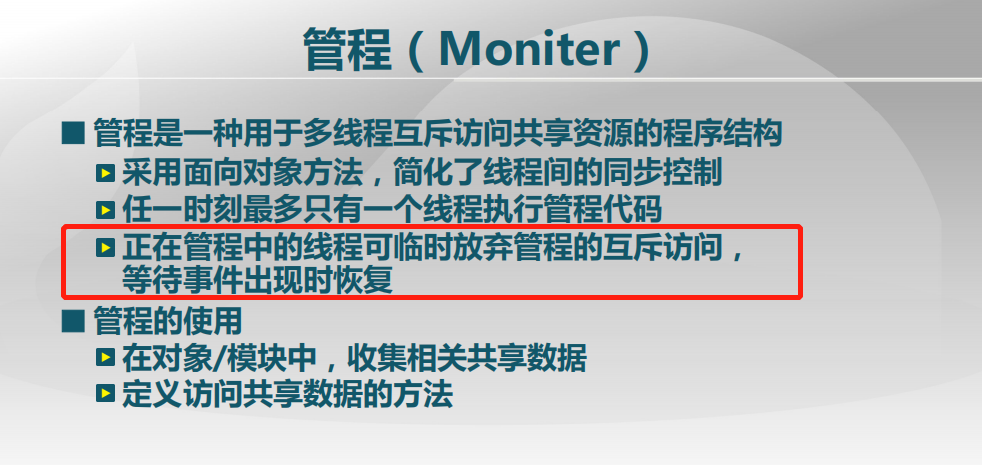 管程（Moniter）
管程是一种用于多线程互斥访问共享资源的程序结构
采用面向对象方法，简化了线程间的同步控制
任一时刻最多只有一个线程执行管程代码
正在管程中的线程可临时放弃管程的互斥访问，
等待事件出现时恢复
管程的使用
在对象/模块中，收集相关共享数据
定义访问共享数据的方法